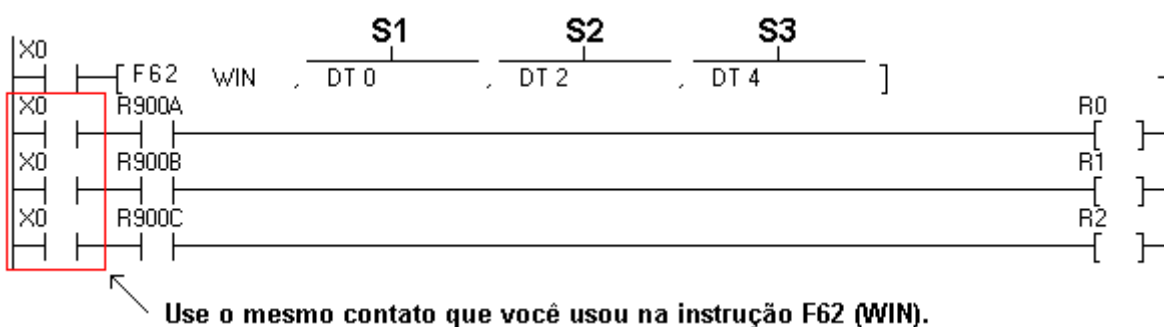 S1 S2 S3
X0
F62 WIN , DT 0 , DT 2 , DT 4 ]
X0 R900A R0
X0 R900B R1
X0 R900C R2
Use o mesmo contato que você usou na instrução F62 (WIN).